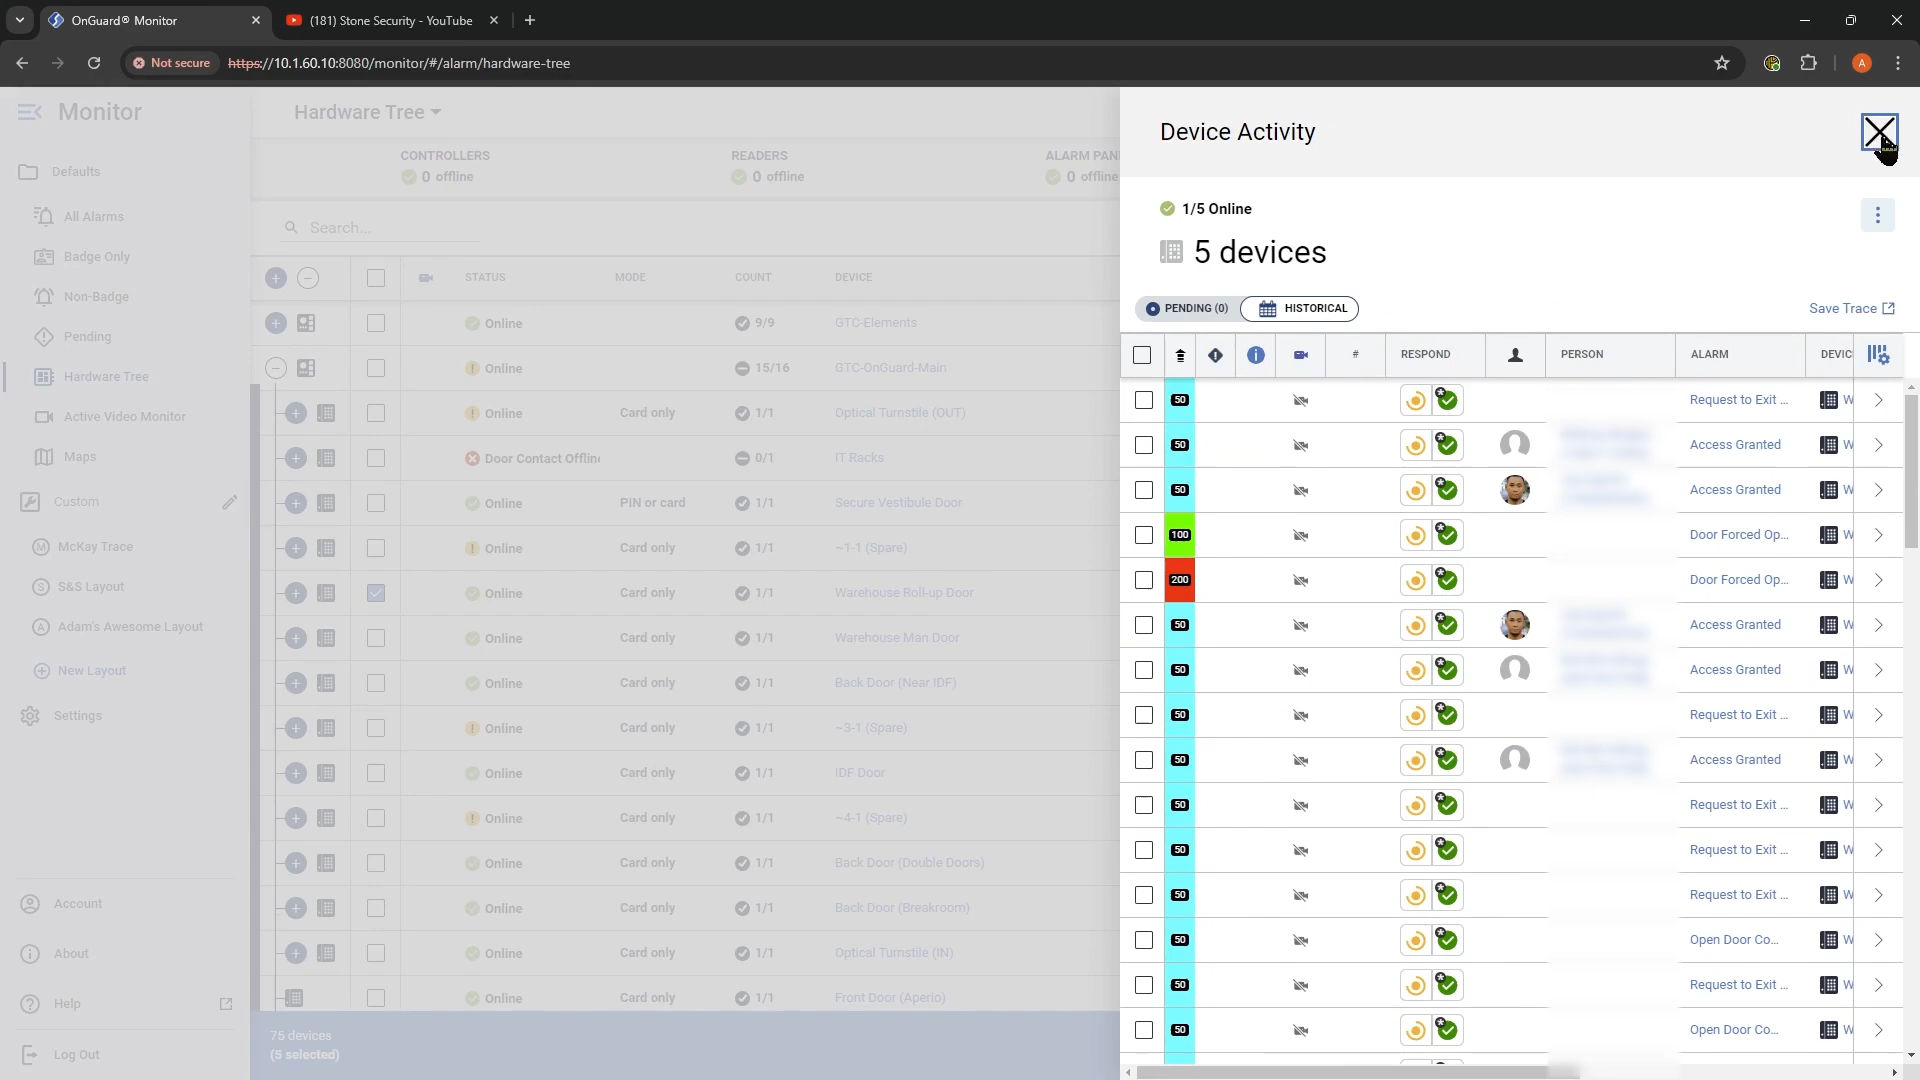 OnGuard® Monitor
(181) Stone Security - YouTube
Not secure
https://10.1.60.10:8080/monitor/#/alarm/hardware-tree
A
Monitor
Defaults
All Alarms
Badge Only
Non-Badge
Pending
Hardware Tree
Active Video Monitor
Maps
Custom
M McKay Trace
S S&S Layout
A Adam's Awesome Layout
New Layout
Settings
Account
About
Help
Log Out
Hardware Tree
CONTROLLERS READERS ALARM PAN
0 offline 0 offline 0 offline
Search...
STATUS MODE COUNT DEVICE
Online 9/9 GTC-Elements
Online 15/16 GTC-OnGuard-Main
Online Card only 1/1 Optical Turnstile (OUT)
Door Contact Offline 0/1 IT Racks
Online PIN or card 1/1 Secure Vestibule Door
Online Card only 1/1 ~1-1 (Spare)
Online Card only 1/1 Warehouse Roll-up Door
Online Card only 1/1 Warehouse Man Door
Online Card only 1/1 Back Door (Near IDF)
Online Card only 1/1 ~3-1 (Spare)
Online Card only 1/1 IDF Door
Online Card only 1/1 ~4-1 (Spare)
Online Card only 1/1 Back Door (Double Doors)
Online Card only 1/1 Back Door (Breakroom)
Online Card only 1/1 Optical Turnstile (IN)
Online Card only 1/1 Front Door (Aperio)
75 devices
(5 selected)
Device Activity
1/5 Online
5 devices
PENDING (0) HISTORICAL Save Trace
# RESPOND PERSON ALARM DEVIC
50 Request to Exit ... W
50 Access Granted W
50 Access Granted W
100 Door Forced Op... W
200 Door Forced Op... W
50 Access Granted W
50 Access Granted W
50 Request to Exit ... W
50 Access Granted W
50 Request to Exit ... W
50 Request to Exit ... W
50 Request to Exit ... W
50 Open Door Co... W
50 Request to Exit ... W
50 Open Door Co... W